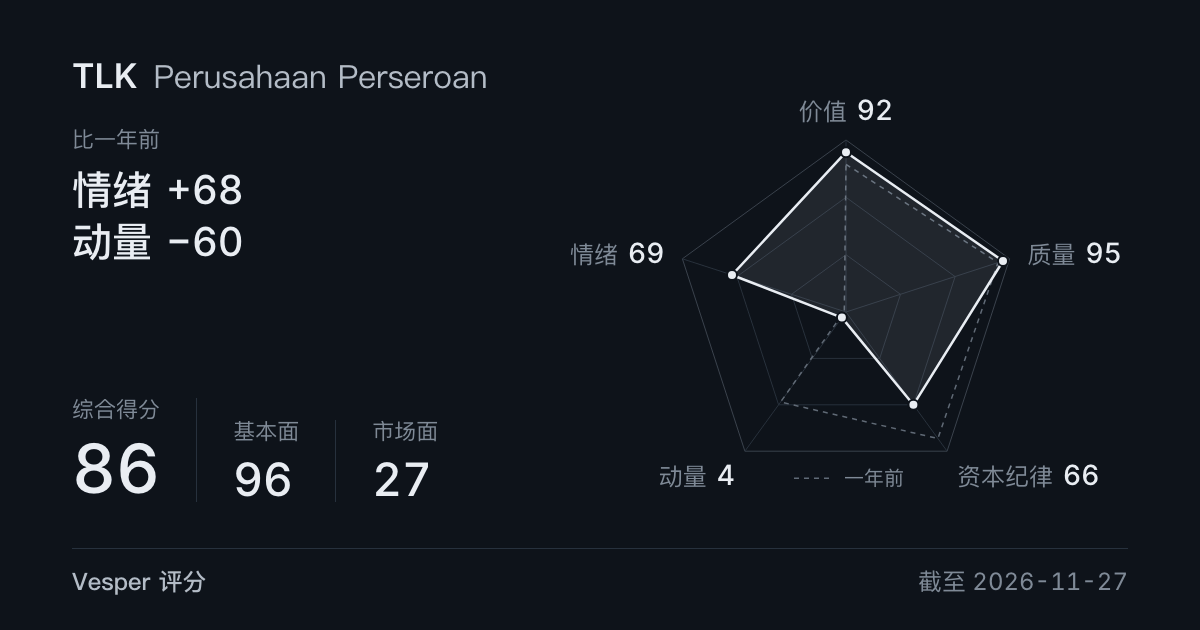 TLK Perusahaan Perseroan
比一年前
情绪 +68
动量 −60
价值 92
情绪 69
质量 95
动量 4
一年前
资本纪律 66
综合得分
86
基本面
96
市场面
27
Vesper 评分
截至 2026-11-27